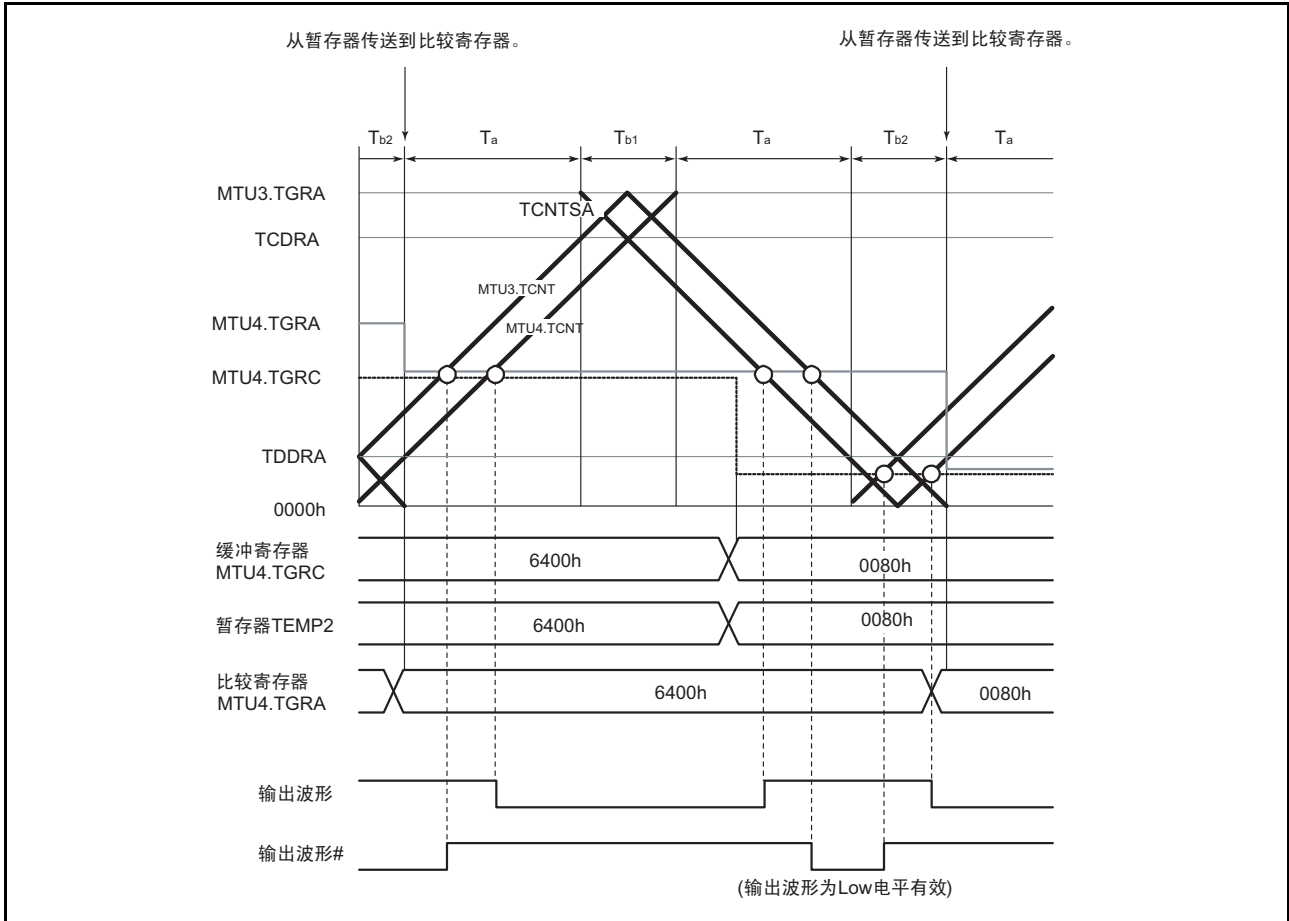 从暂存器传送到比较寄存器。
从暂存器传送到比较寄存器。
Tb2
Ta
Tb1
Ta
Tb2
Ta
MTU3.TGRA
TCNTSA
TCDRA
MTU3.TCNT
MTU4.TGRA
MTU4.TCNT
MTU4.TGRC
TDDRA
0000h
缓冲寄存器
MTU4.TGRC
6400h
0080h
暂存器TEMP2
6400h
0080h
比较寄存器
MTU4.TGRA
6400h
0080h
输出波形
输出波形#
(输出波形为Low电平有效)